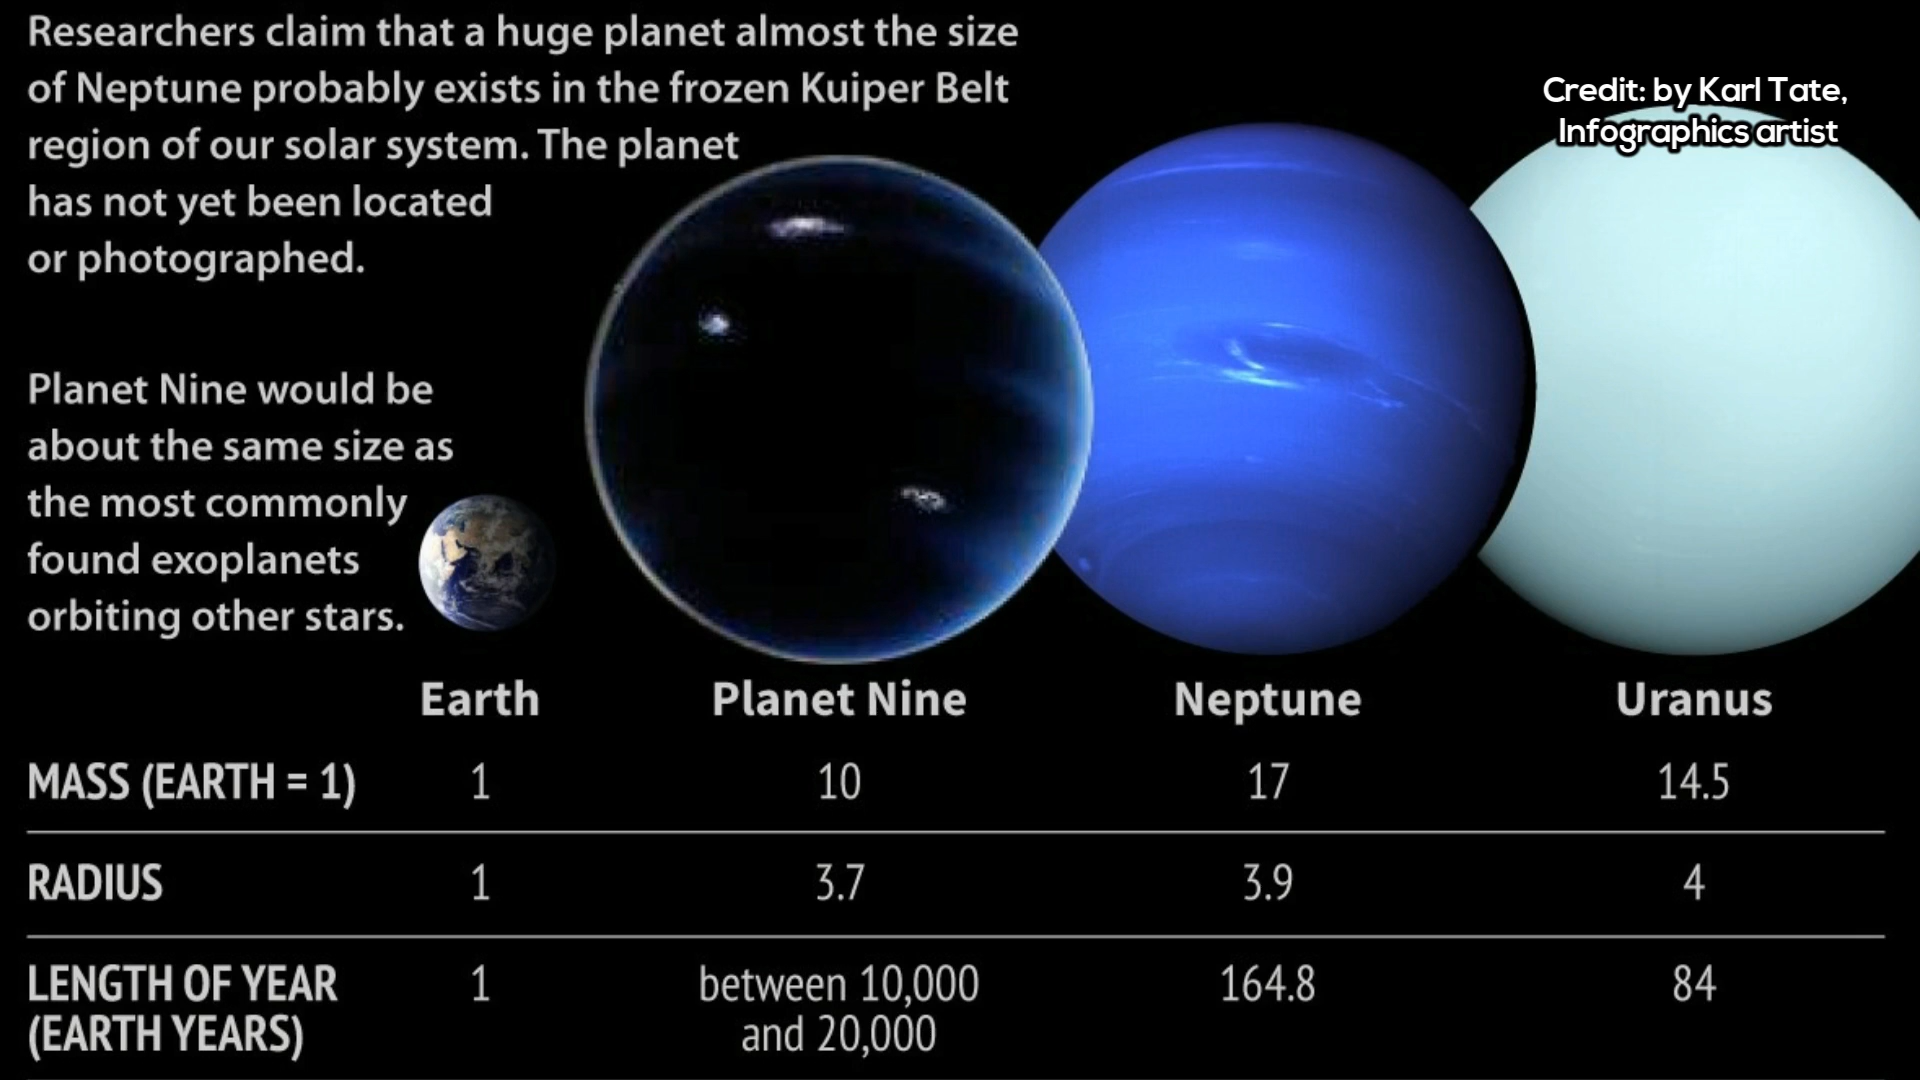 Researchers claim that a huge planet almost the size
of Neptune probably exists in the frozen Kuiper Belt
region of our solar system. The planet
has not yet been located
or photographed.
Credit: by Karl Tate,
Infographics artist
Planet Nine would be
about the same size as
the most commonly
found exoplanets
orbiting other stars.
Earth Planet Nine Neptune Uranus
MASS (EARTH = 1) 1 10 17 14.5
RADIUS 1 3.7 3.9 4
LENGTH OF YEAR 1 between 10,000 164.8 84
(EARTH YEARS) and 20,000